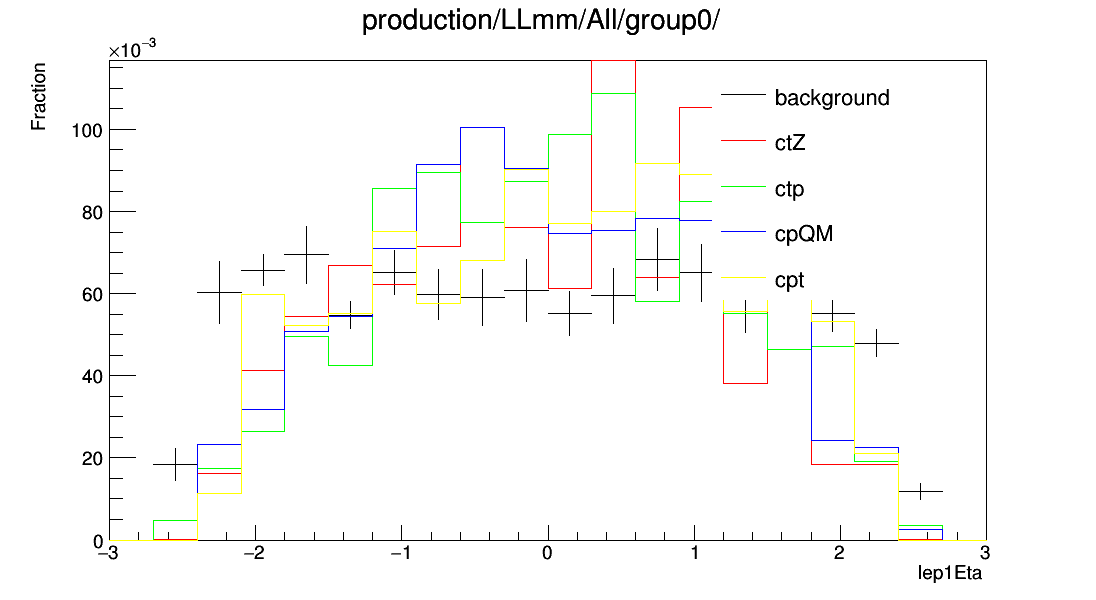 production/LLmm/All/group0/
×10⁻³
Fraction
100
80
60
40
20
0
background
ctZ
ctp
cpQM
cpt
−3 −2 −1 0 1 2 3
lep1Eta